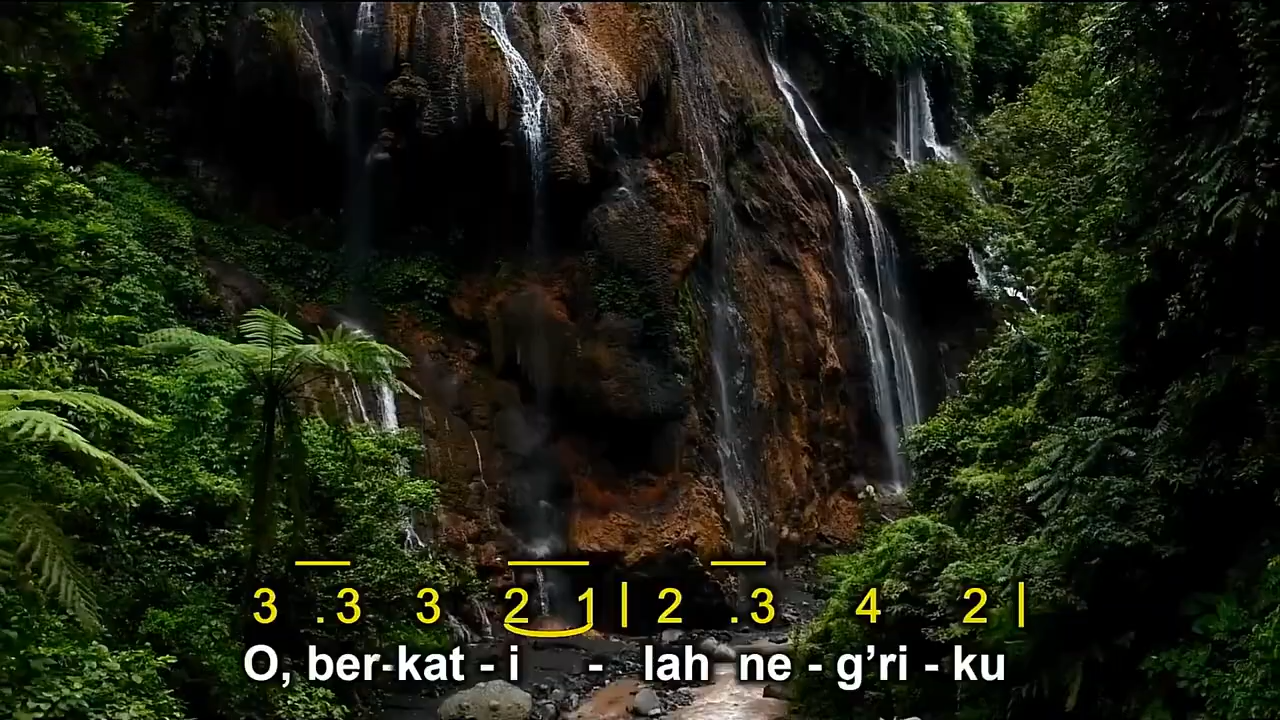 3 .3 3 2 1 | 2 .3 4 2 |
O, ber-kat - i - lah ne - g’ri - ku